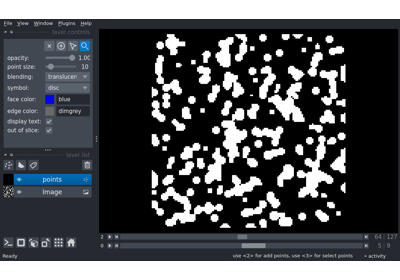 File View Window Plugins Help
layer controls
opacity: 1.00
point size: 10
blending: translucen
symbol: disc
face color: blue
edge color: dimgrey
display text:
out of slice:
layer list
points
Image
2 64 127
0 5 9
Ready use <2> for add points, use <3> for select points activity